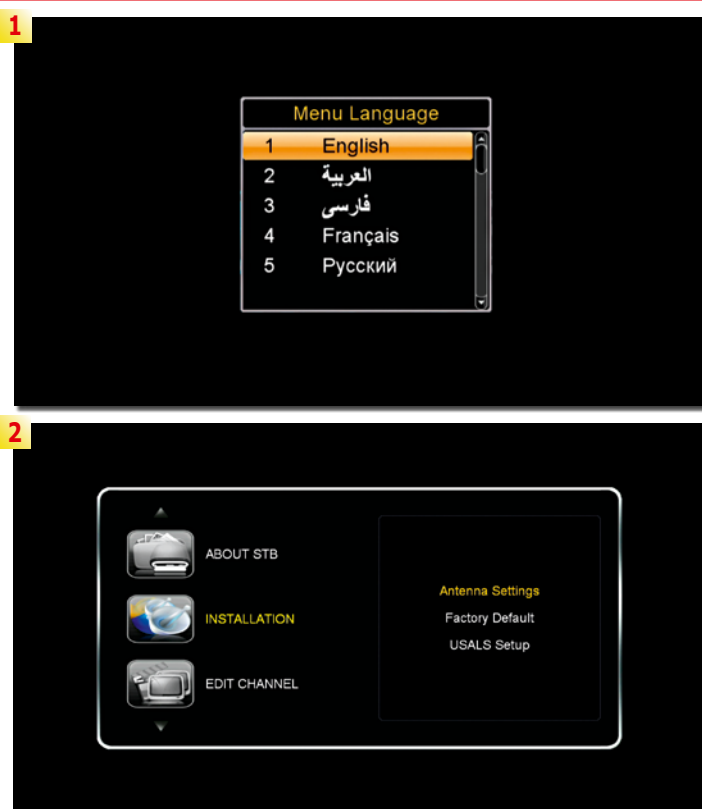 1
Menu Language
1 English
2 العربية
3 فارسی
4 Français
5 Русский
2
ABOUT STB
INSTALLATION
EDIT CHANNEL
Antenna Settings
Factory Default
USALS Setup